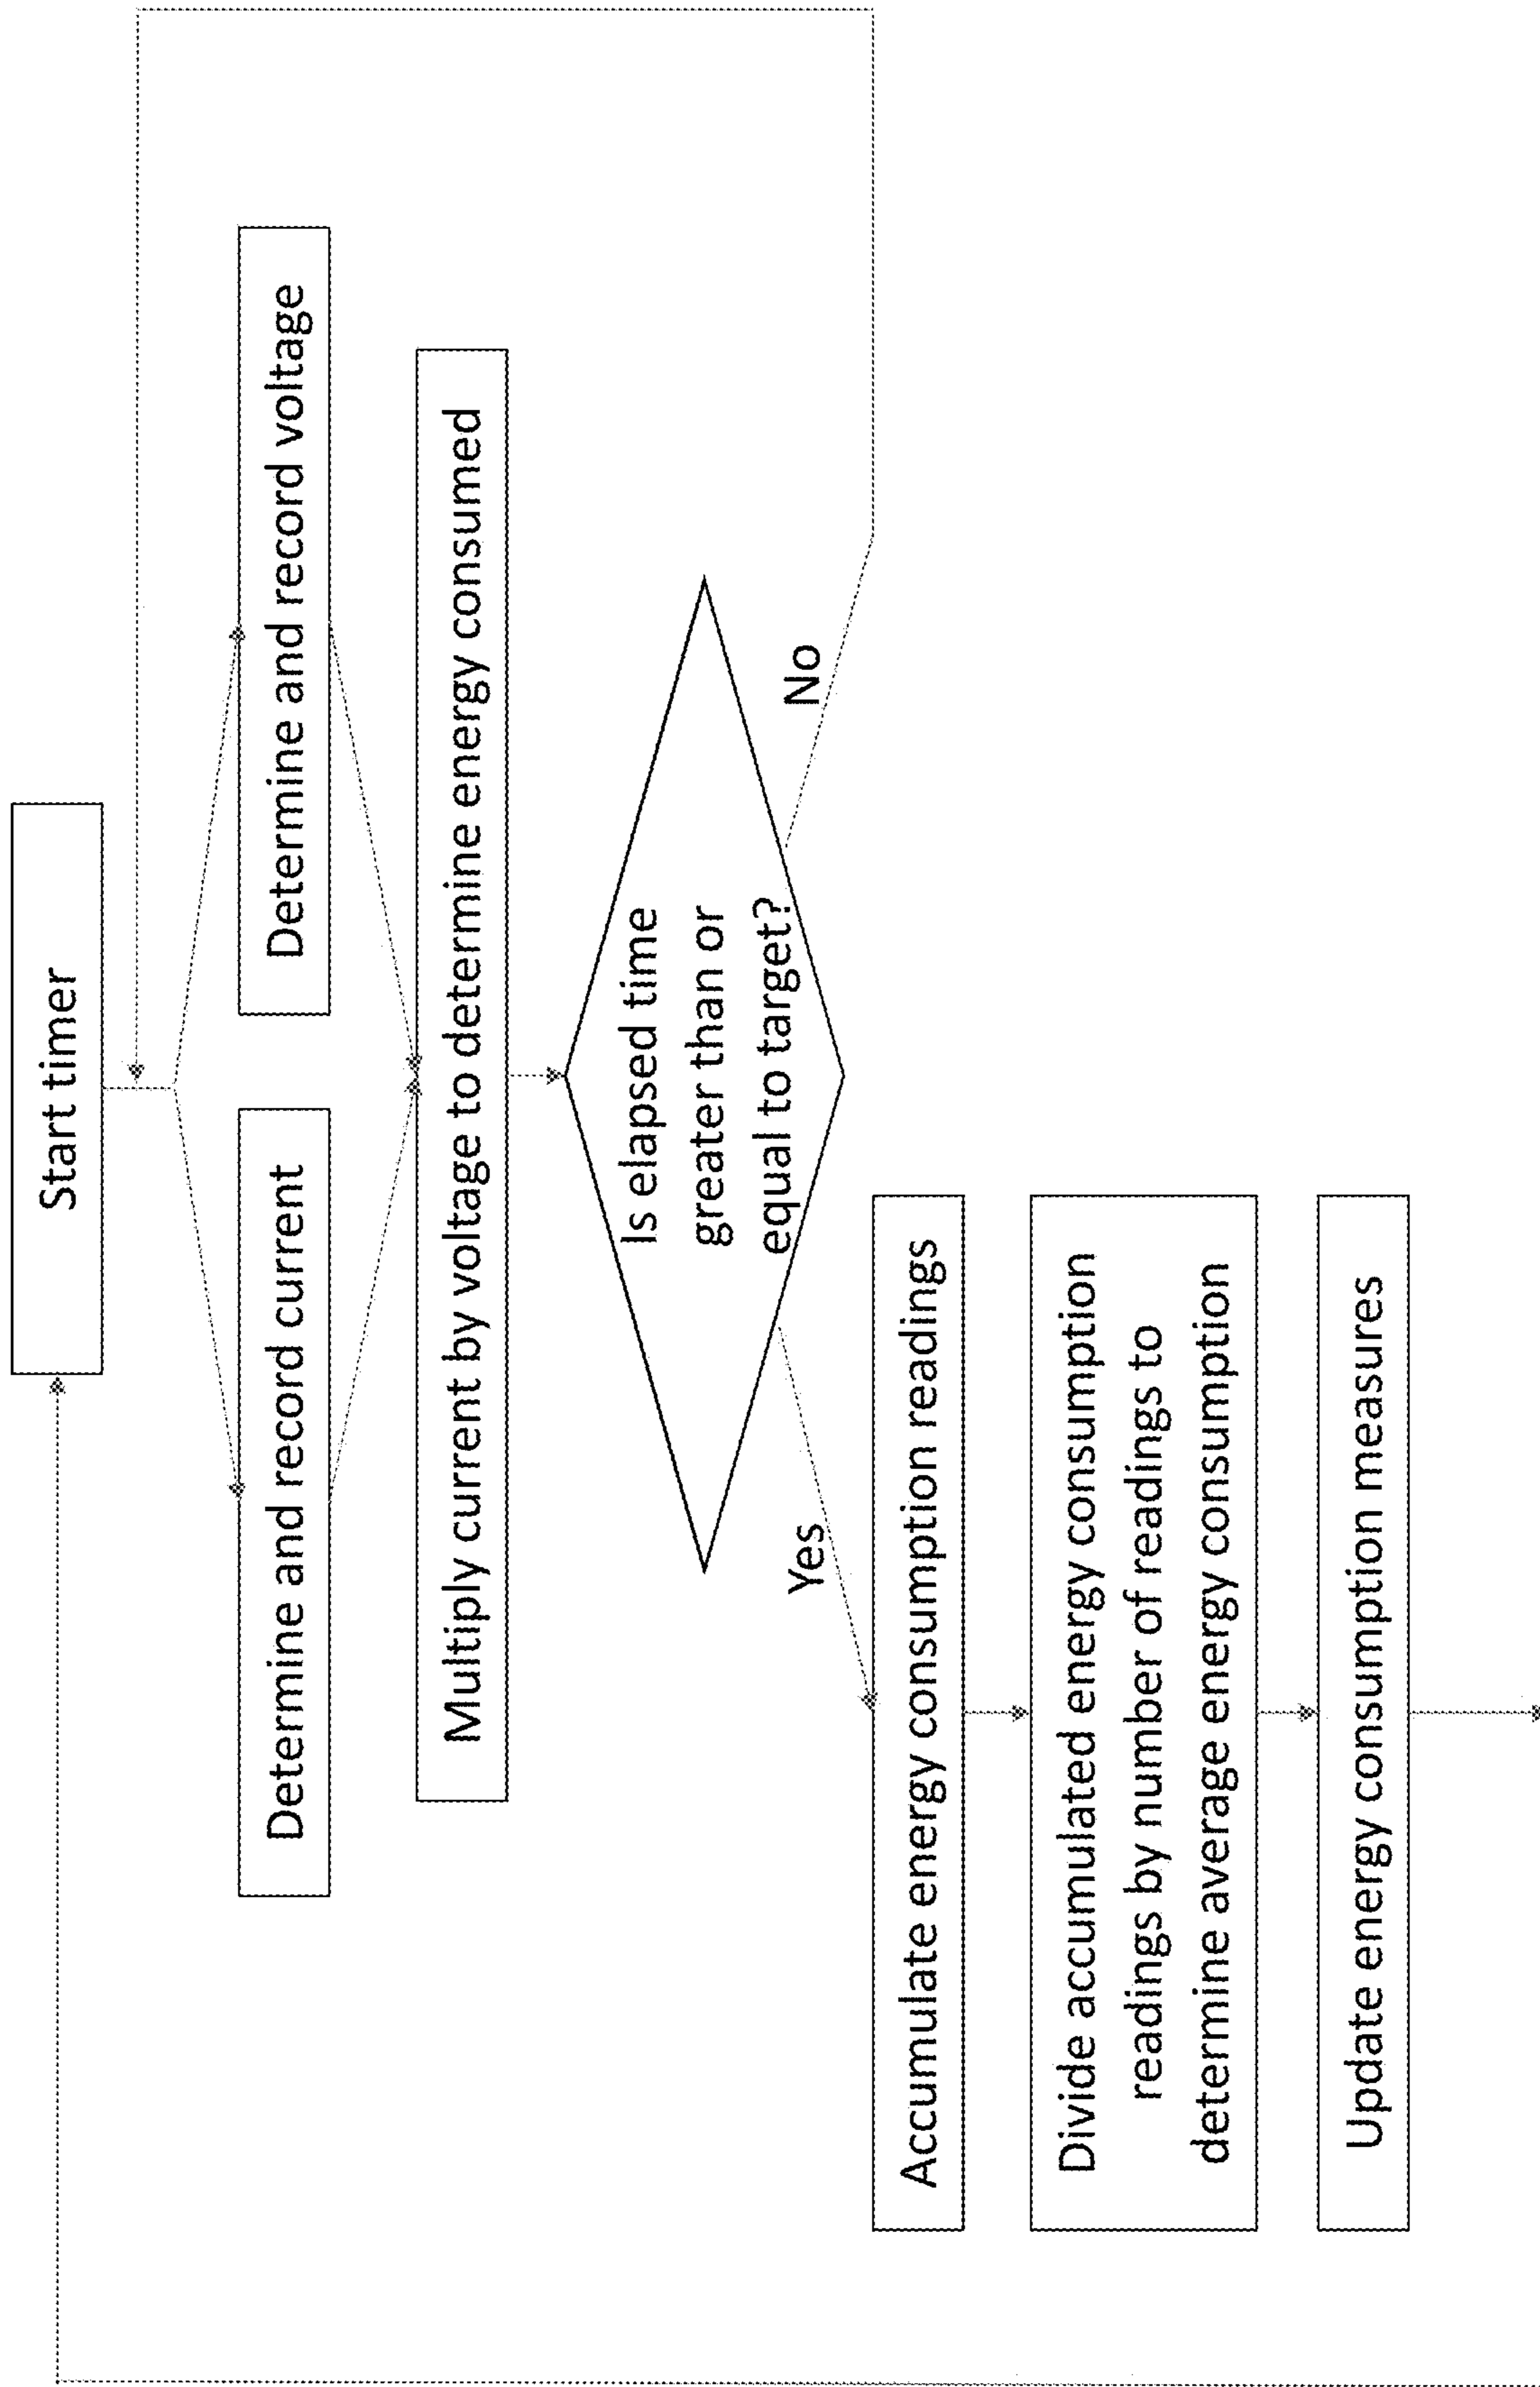 Start timer
Determine and record current
Determine and record voltage
Multiply current by voltage to determine energy consumed
Is elapsed time
greater than or
equal to target?
Yes
No
Accumulate energy consumption readings
Divide accumulated energy consumption
readings by number of readings to
determine average energy consumption
Update energy consumption measures